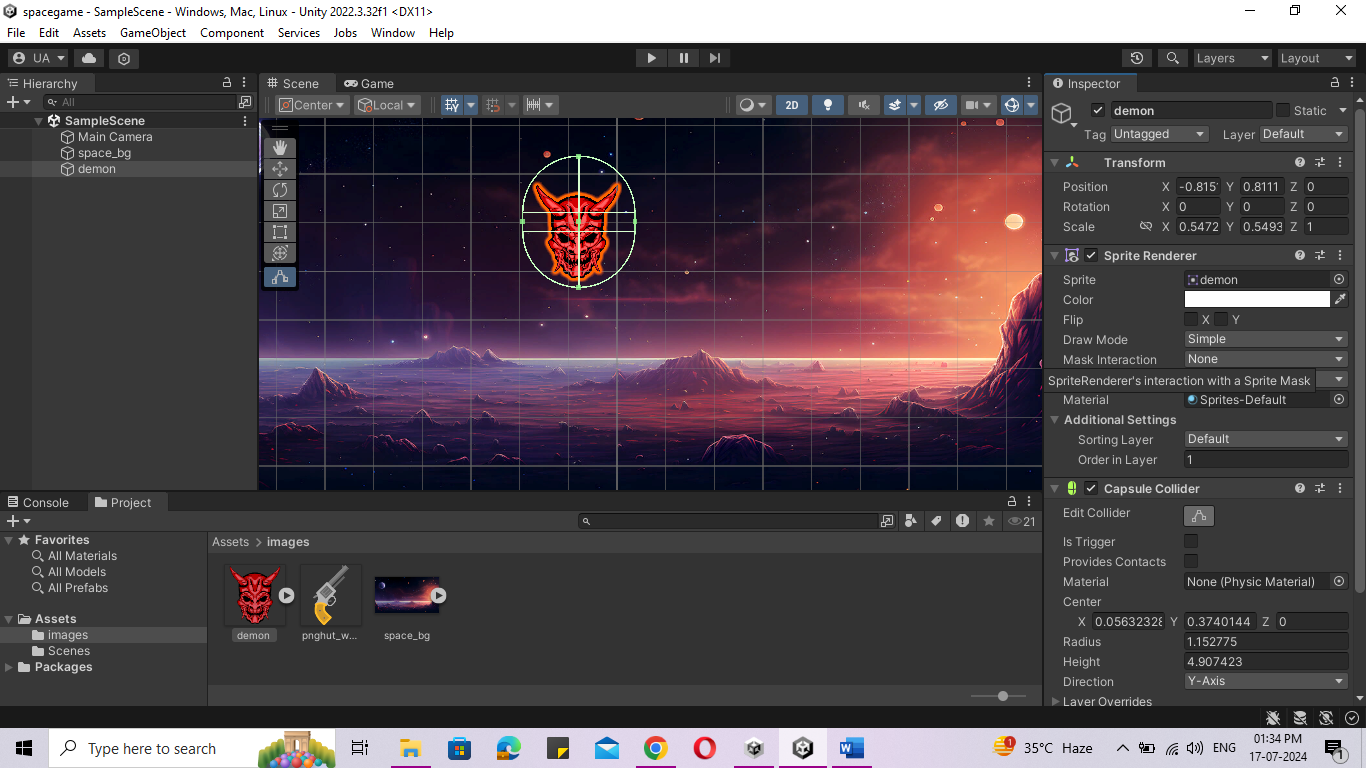 spacegame - SampleScene - Windows, Mac, Linux - Unity 2022.3.32f1 <DX11>
File Edit Assets GameObject Component Services Jobs Window Help
UA Layers Layout
Hierarchy
All
SampleScene
Main Camera
space_bg
demon
Scene Game
Center Local 2D
Inspector
demon Static
Tag Untagged Layer Default
Transform
Position X -0.815 Y 0.8111 Z 0
Rotation X 0 Y 0 Z 0
Scale X 0.5472 Y 0.5493 Z 1
Sprite Renderer
Sprite demon
Color
Flip X Y
Draw Mode Simple
Mask Interaction None
SpriteRenderer's interaction with a Sprite Mask
Material Sprites-Default
Additional Settings
Sorting Layer Default
Order in Layer 1
Capsule Collider
Edit Collider
Is Trigger
Provides Contacts
Material None (Physic Material)
Center
X 0.05632328 Y 0.3740144 Z 0
Radius 1.152775
Height 4.907423
Direction Y-Axis
Layer Overrides
Console Project
21
Favorites
All Materials
All Models
All Prefabs
Assets
images
Scenes
Packages
Assets > images
demon pnghut_w... space_bg
Type here to search
1 35°C Haze ENG 01:34 PM
17-07-2024 1